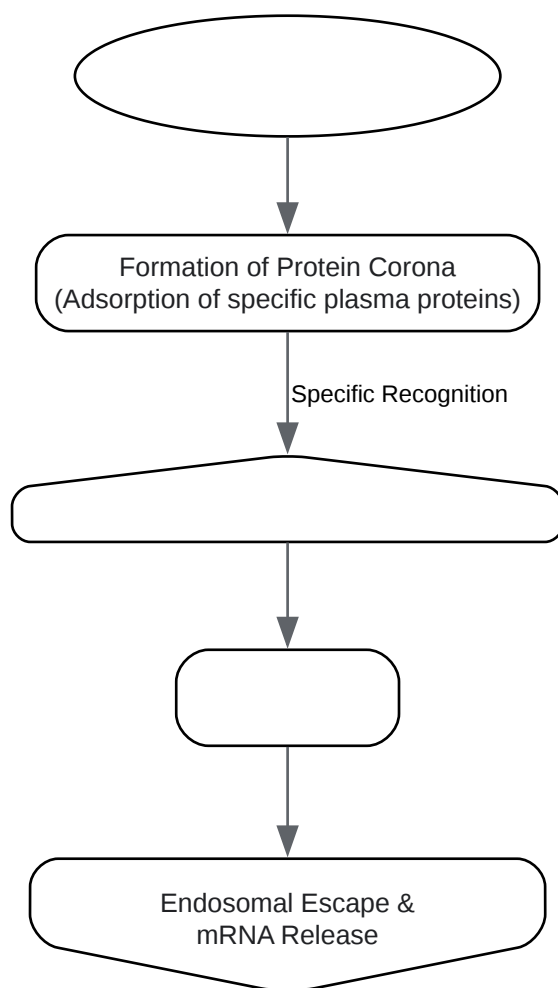 Formation of Protein Corona
(Adsorption of specific plasma proteins)
Specific Recognition
Endosomal Escape &
mRNA Release